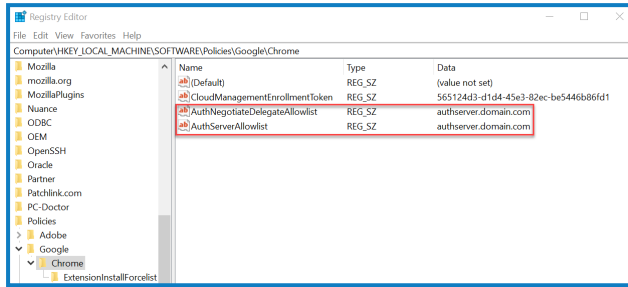 Registry Editor
File Edit View Favorites Help
Computer\HKEY_LOCAL_MACHINE\SOFTWARE\Policies\Google\Chrome
Mozilla
mozilla.org
MozillaPlugins
Nuance
ODBC
OEM
OpenSSH
Oracle
Partner
Patchlink.com
PC-Doctor
Policies
Adobe
Google
Chrome
ExtensionInstallForcelist
Name Type Data
(Default) REG_SZ (value not set)
CloudManagementEnrollmentToken REG_SZ 565124d3-d1d4-45e3-82ec-be5446b86fd1
AuthNegotiateDelegateAllowlist REG_SZ authserver.domain.com
AuthServerAllowlist REG_SZ authserver.domain.com